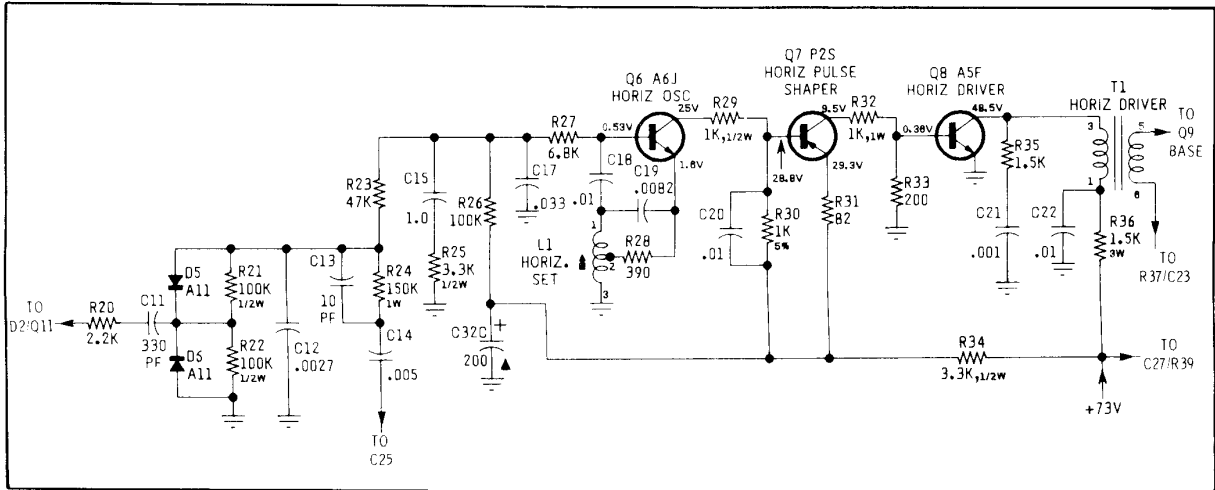 Q6 A6J
HORIZ OSC
Q7 P2S
HORIZ PULSE
SHAPER
Q8 A5F
HORIZ DRIVER
T1
HORIZ DRIVER
TO
Q9
BASE
R27
6.8K
0.53V
25V
1.6V
R29
1K,1/2W
9.5V
R32
1K,1W
0.36V
48.5V
3
5
1
6
R23
47K
C15
1.0
R26
100K
C17
.033
C18
.01
C19
.0082
28.8V
29.3V
R35
1.5K
R25
3.3K
1/2W
L1
HORIZ.
SET
1
2
3
R28
390
C20
.01
R30
1K
5%
R31
82
R33
200
C21
.001
C22
.01
R36
1.5K
3W
TO
R37/C23
TO
D2/Q11
R20
2.2K
C11
330
PF
D5
A11
D6
A11
R21
100K
1/2W
R22
100K
1/2W
C12
.0027
C13
10
PF
R24
150K
1W
C14
.005
TO
C25
C32C
200
+
R34
3.3K,1/2W
TO
C27/R39
+73V